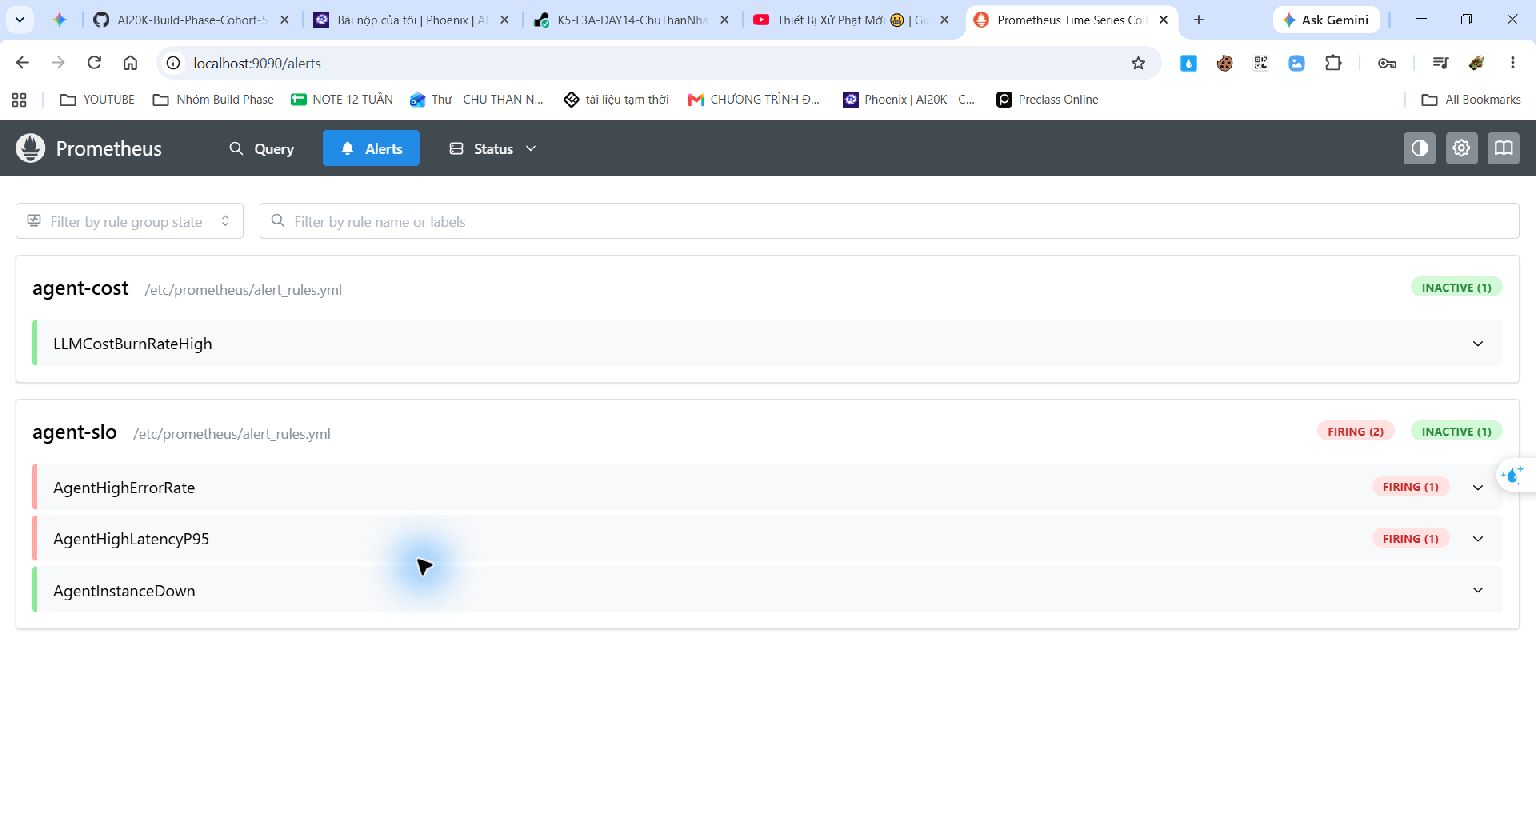 AI20K-Build-Phase-Cohort-5
Bài nộp của tôi | Phoenix | AI
K5-L3A-DAY14-ChuThanNha
Thiết Bị Xử Phạt Mới 😀 | Gi
Prometheus Time Series Col
Ask Gemini
localhost:9090/alerts
YOUTUBE
Nhóm Build Phase
NOTE 12 TUẦN
Thư - CHU THAN N...
tài liệu tạm thời
CHƯƠNG TRÌNH Đ...
Phoenix | AI20K - C...
Preclass Online
All Bookmarks
Prometheus
Query
Alerts
Status
Filter by rule group state
Filter by rule name or labels
agent-cost /etc/prometheus/alert_rules.yml INACTIVE (1)
LLMCostBurnRateHigh
agent-slo /etc/prometheus/alert_rules.yml FIRING (2) INACTIVE (1)
AgentHighErrorRate FIRING (1)
AgentHighLatencyP95 FIRING (1)
AgentInstanceDown